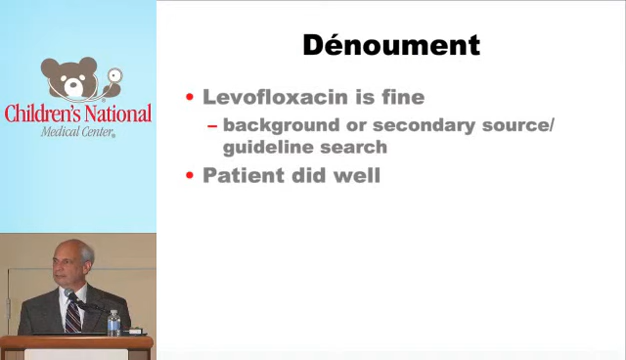 Children's National
Medical Center®
Dénoument
• Levofloxacin is fine
– background or secondary source/
guideline search
• Patient did well